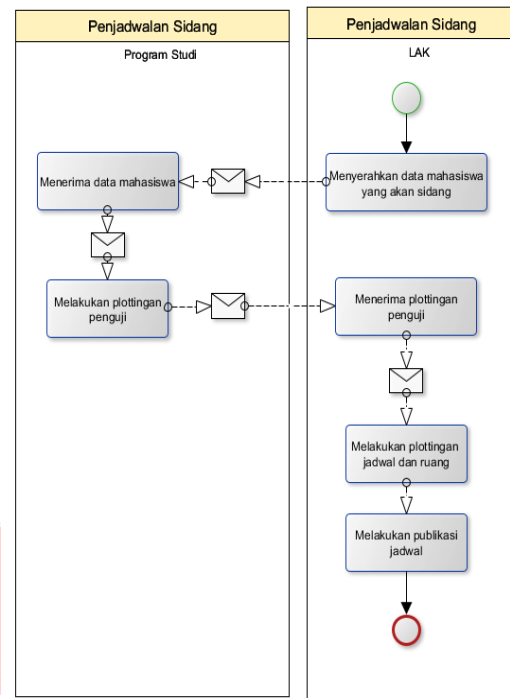 Penjadwalan Sidang
Program Studi
Menerima data mahasiswa
Melakukan plottingan
penguji
Penjadwalan Sidang
LAK
Menyerahkan data mahasiswa
yang akan sidang
Menerima plottingan
penguji
Melakukan plottingan
jadwal dan ruang
Melakukan publikasi
jadwal